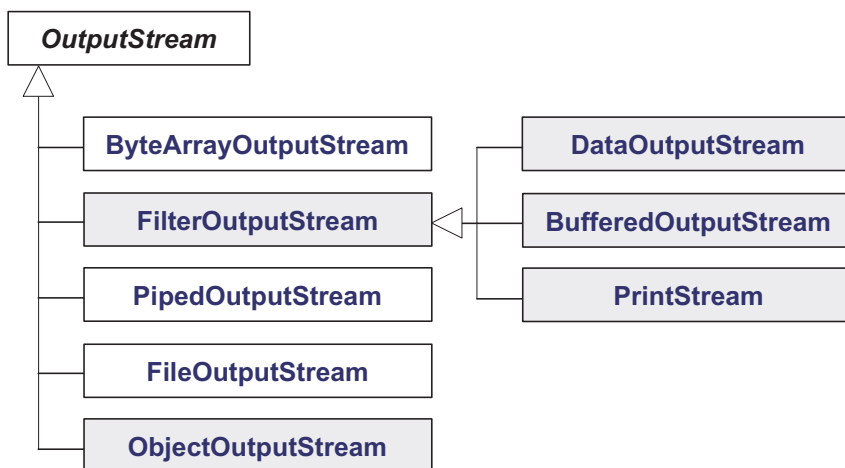 OutputStream
ByteArrayOutputStream
DataOutputStream
FilterOutputStream
BufferedOutputStream
PipedOutputStream
PrintStream
FileOutputStream
ObjectOutputStream